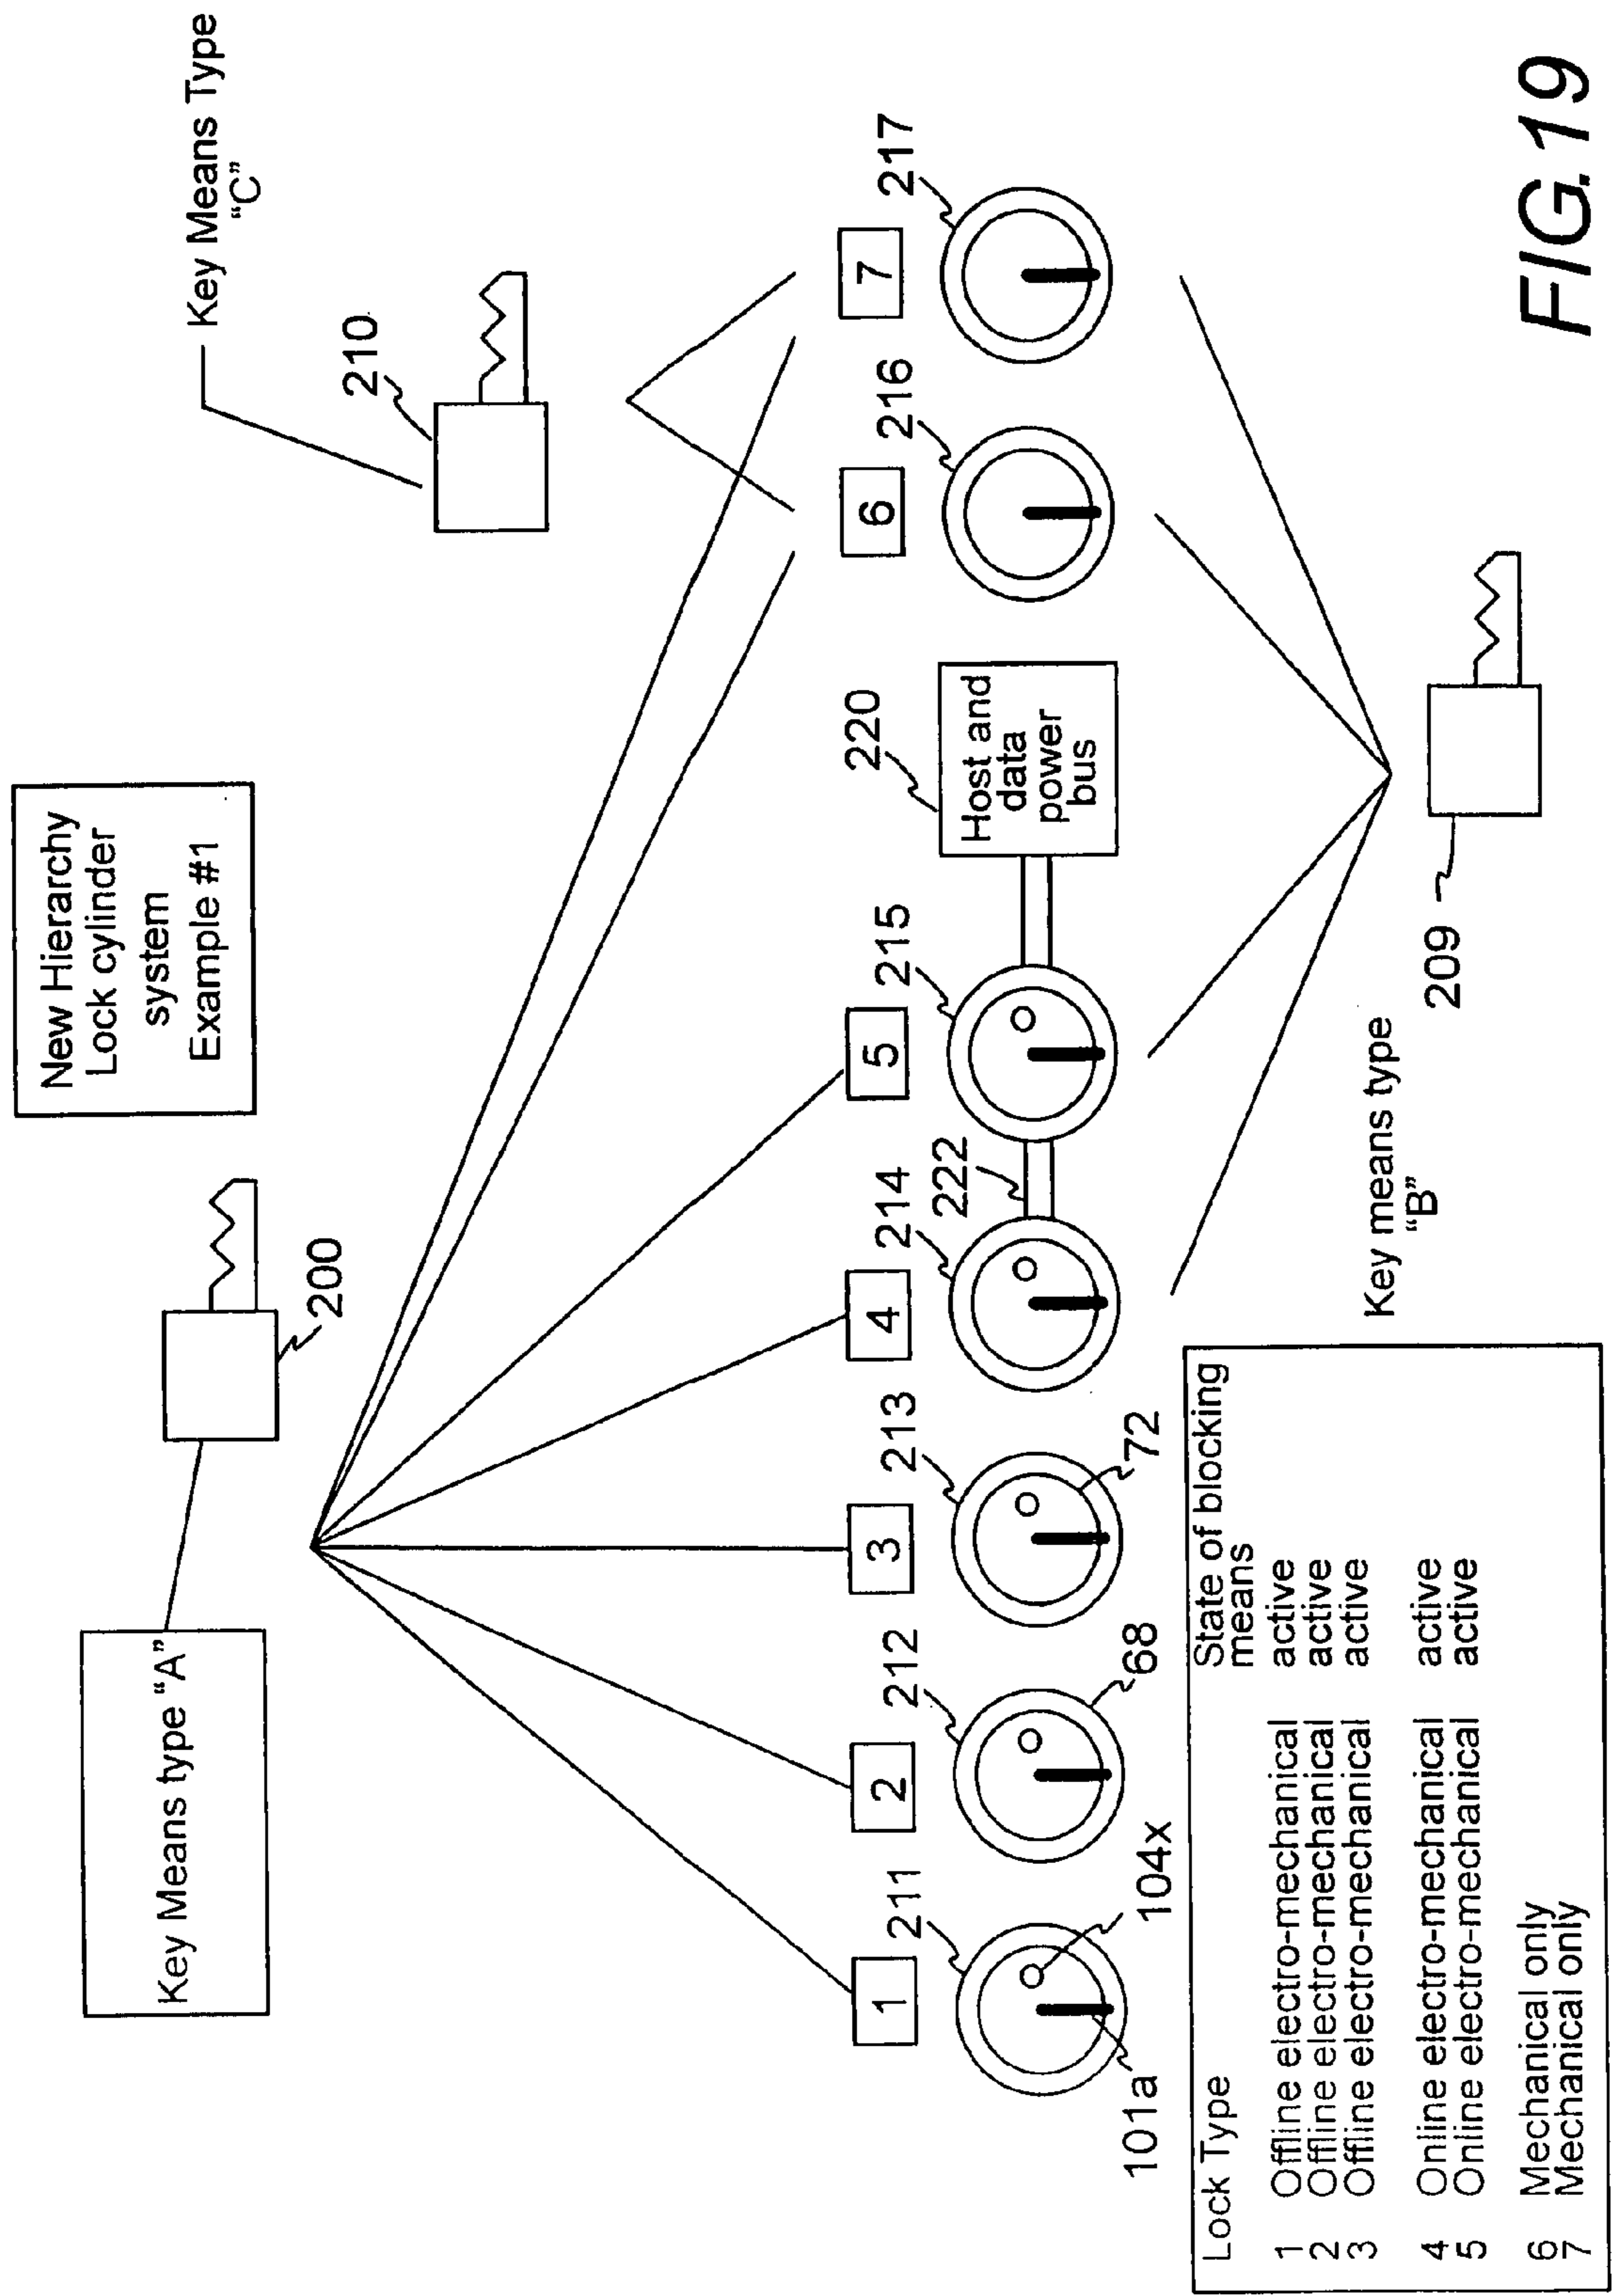 New Hierarchy
Lock cylinder
system
Example #1
Key Means type "A"
200
Key Means Type
"C"
210
1
2
3
4
5
6
7
211
212
213
214
222
215
220
216
217
Host and
data
power
bus
101a
104x
68
72
Key means type
"B"
209
Lock Type State of blocking
means
1 Offline electro-mechanical active
2 Offline electro-mechanical active
3 Offline electro-mechanical active
4 Online electro-mechanical active
5 Online electro-mechanical active
6 Mechanical only
7 Mechanical only
FIG.19